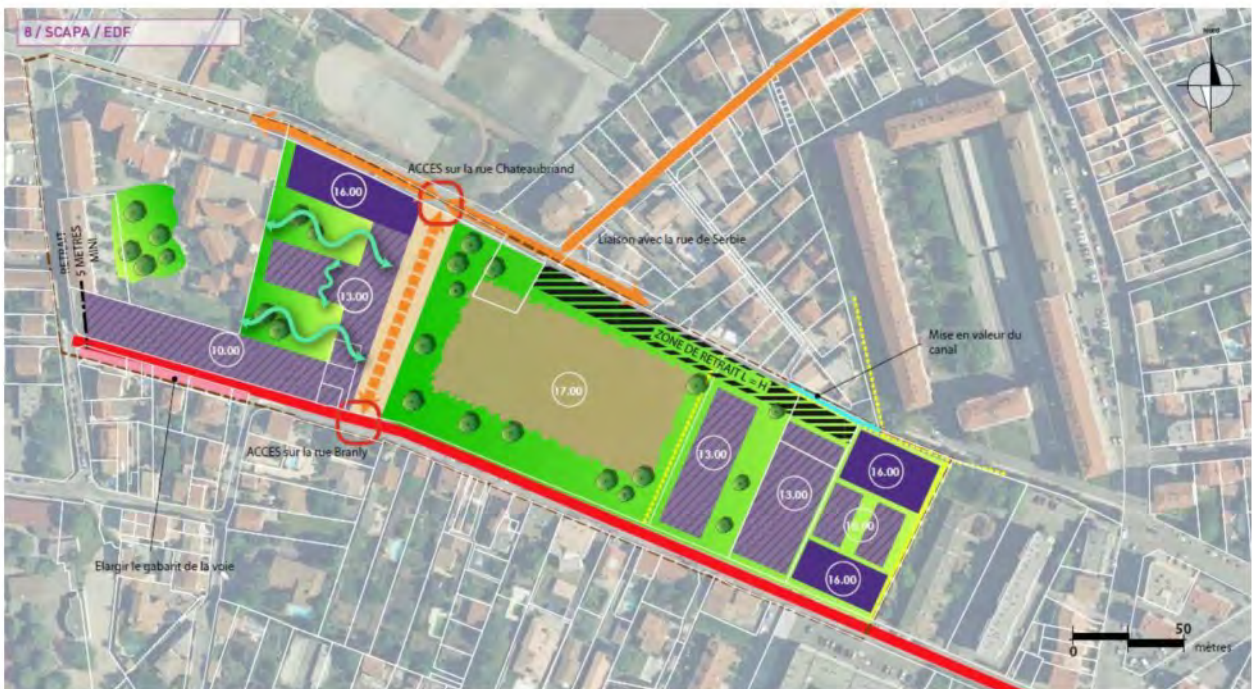 8 / SCAPA / EDF
nord
ACCES sur la rue Chateaubriand
16.00
Liaison avec la rue de Serbie
RETRAIT
5 METRES
MINI
13.00
10.00
ZONE DE RETRAIT L = H
Mise en valeur du
canal
17.00
ACCES sur la rue Branly
13.00
13.00
16.00
16.00
Elargir le gabarit de la voie
50
0
mètres